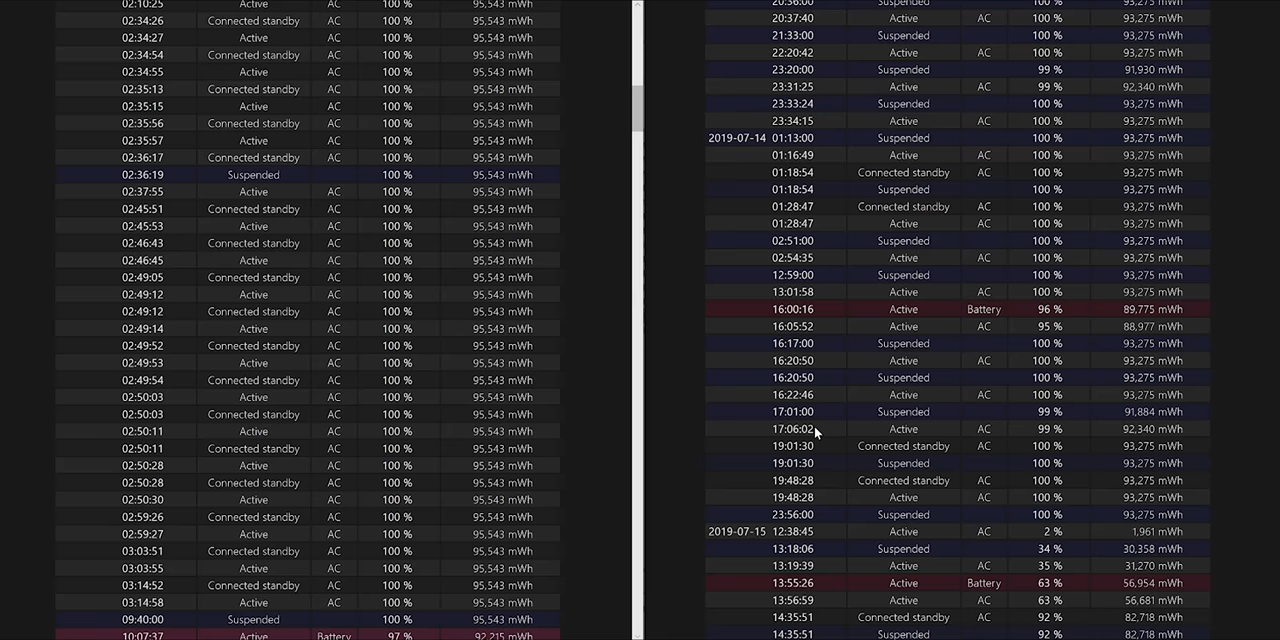 02:10:25 Active AC 100 % 95,543 mWh
02:34:26 Connected standby AC 100 % 95,543 mWh
02:34:27 Active AC 100 % 95,543 mWh
02:34:54 Connected standby AC 100 % 95,543 mWh
02:34:55 Active AC 100 % 95,543 mWh
02:35:13 Connected standby AC 100 % 95,543 mWh
02:35:15 Active AC 100 % 95,543 mWh
02:35:56 Connected standby AC 100 % 95,543 mWh
02:35:57 Active AC 100 % 95,543 mWh
02:36:17 Connected standby AC 100 % 95,543 mWh
02:36:19 Suspended 100 % 95,543 mWh
02:37:55 Active AC 100 % 95,543 mWh
02:45:51 Connected standby AC 100 % 95,543 mWh
02:45:53 Active AC 100 % 95,543 mWh
02:46:43 Connected standby AC 100 % 95,543 mWh
02:46:45 Active AC 100 % 95,543 mWh
02:49:05 Connected standby AC 100 % 95,543 mWh
02:49:12 Active AC 100 % 95,543 mWh
02:49:12 Connected standby AC 100 % 95,543 mWh
02:49:14 Active AC 100 % 95,543 mWh
02:49:52 Connected standby AC 100 % 95,543 mWh
02:49:53 Active AC 100 % 95,543 mWh
02:49:54 Connected standby AC 100 % 95,543 mWh
02:50:03 Active AC 100 % 95,543 mWh
02:50:03 Connected standby AC 100 % 95,543 mWh
02:50:11 Active AC 100 % 95,543 mWh
02:50:11 Connected standby AC 100 % 95,543 mWh
02:50:28 Active AC 100 % 95,543 mWh
02:50:28 Connected standby AC 100 % 95,543 mWh
02:50:30 Active AC 100 % 95,543 mWh
02:59:26 Connected standby AC 100 % 95,543 mWh
02:59:27 Active AC 100 % 95,543 mWh
03:03:51 Connected standby AC 100 % 95,543 mWh
03:03:55 Active AC 100 % 95,543 mWh
03:14:52 Connected standby AC 100 % 95,543 mWh
03:14:58 Active AC 100 % 95,543 mWh
09:40:00 Suspended 100 % 95,543 mWh
10:07:37 Active Battery 97 % 92,215 mWh
20:36:00 Suspended 100 % 93,275 mWh
20:37:40 Active AC 100 % 93,275 mWh
21:33:00 Suspended 100 % 93,275 mWh
22:20:42 Active AC 100 % 93,275 mWh
23:20:00 Suspended 99 % 91,930 mWh
23:31:25 Active AC 99 % 92,340 mWh
23:33:24 Suspended 100 % 93,275 mWh
23:34:15 Active AC 100 % 93,275 mWh
2019-07-14 01:13:00 Suspended 100 % 93,275 mWh
01:16:49 Active AC 100 % 93,275 mWh
01:18:54 Connected standby AC 100 % 93,275 mWh
01:18:54 Suspended 100 % 93,275 mWh
01:28:47 Connected standby AC 100 % 93,275 mWh
01:28:47 Active AC 100 % 93,275 mWh
02:51:00 Suspended 100 % 93,275 mWh
02:54:35 Active AC 100 % 93,275 mWh
12:59:00 Suspended 100 % 93,275 mWh
13:01:58 Active AC 100 % 93,275 mWh
16:00:16 Active Battery 96 % 89,775 mWh
16:05:52 Active AC 95 % 88,977 mWh
16:17:00 Suspended 100 % 93,275 mWh
16:20:50 Active AC 100 % 93,275 mWh
16:20:50 Suspended 100 % 93,275 mWh
16:22:46 Active AC 100 % 93,275 mWh
17:01:00 Suspended 99 % 91,884 mWh
17:06:02 Active AC 99 % 92,340 mWh
19:01:30 Connected standby AC 100 % 93,275 mWh
19:01:30 Suspended 100 % 93,275 mWh
19:48:28 Connected standby AC 100 % 93,275 mWh
19:48:28 Active AC 100 % 93,275 mWh
23:56:00 Suspended 100 % 93,275 mWh
2019-07-15 12:38:45 Active AC 2 % 1,961 mWh
13:18:06 Suspended 34 % 30,358 mWh
13:19:39 Active AC 35 % 31,270 mWh
13:55:26 Active Battery 63 % 56,954 mWh
13:56:59 Active AC 63 % 56,681 mWh
14:35:51 Connected standby AC 92 % 82,718 mWh
14:35:51 Suspended 92 % 82,718 mWh